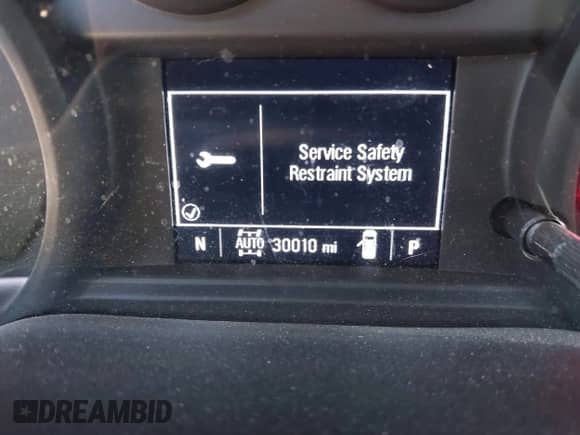 Service Safety
Restraint System
N AUTO 30010 mi P
DREAMBID